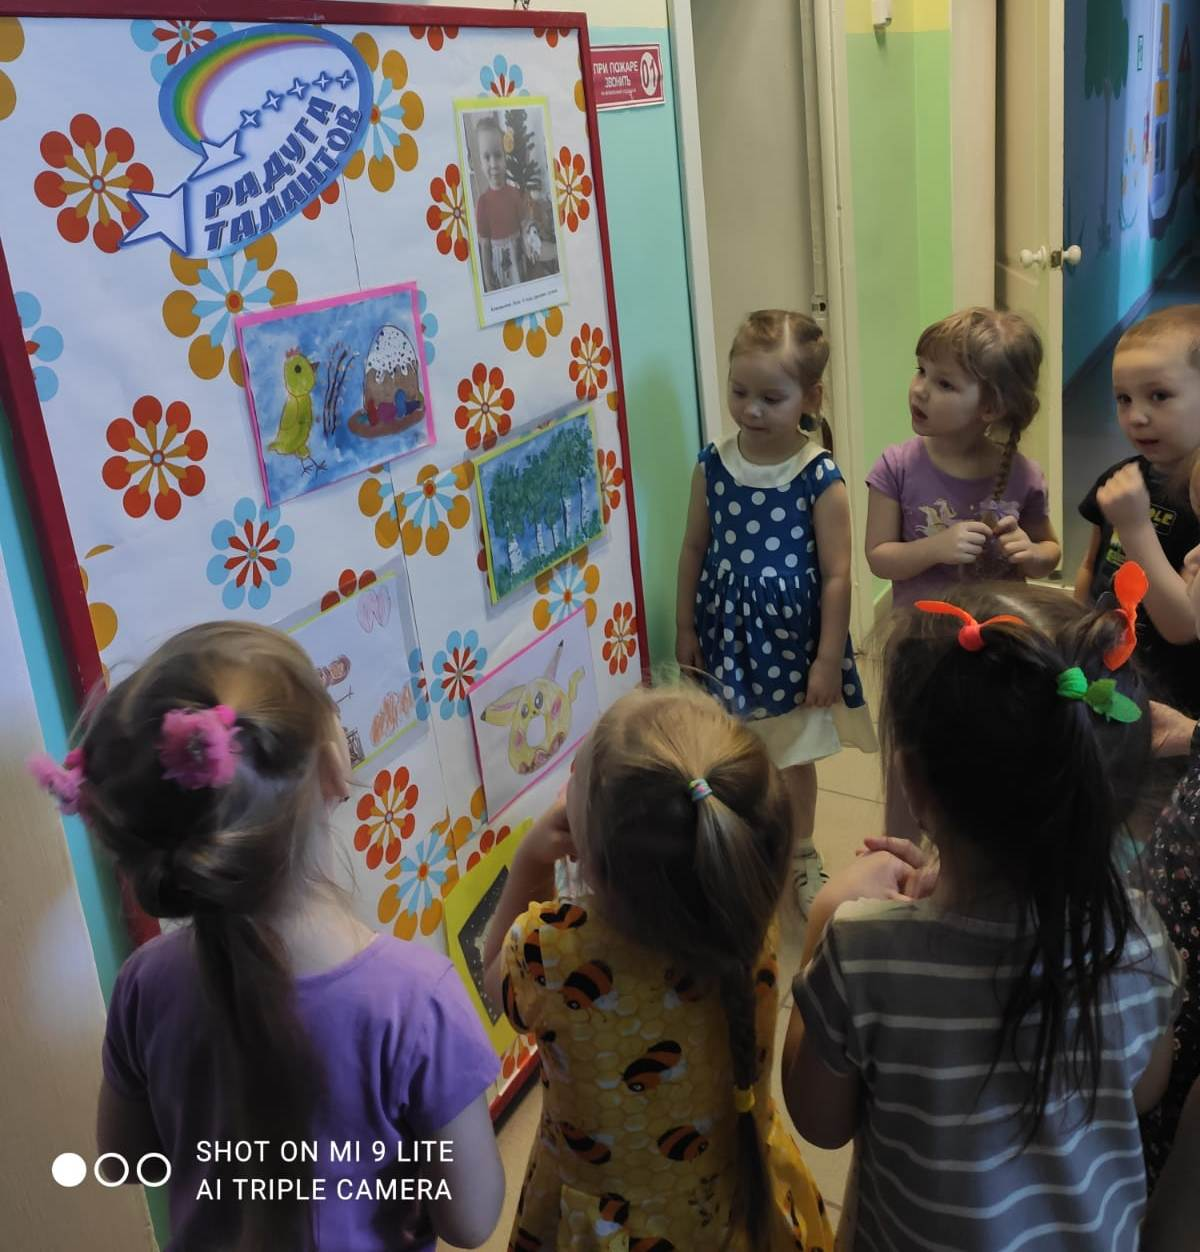 РАДУГА
ТАЛАНТОВ
ПРИ ПОЖАРЕ
ЗВОНИТЬ
01
SHOT ON MI 9 LITE
AI TRIPLE CAMERA